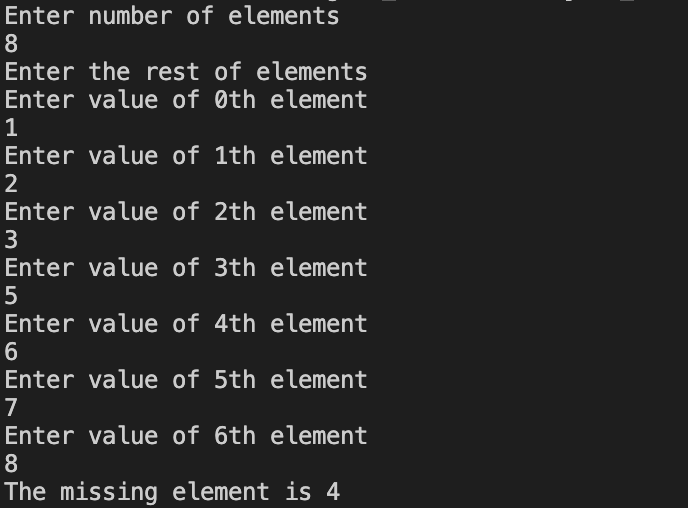 Enter number of elements
8
Enter the rest of elements
Enter value of 0th element
1
Enter value of 1th element
2
Enter value of 2th element
3
Enter value of 3th element
5
Enter value of 4th element
6
Enter value of 5th element
7
Enter value of 6th element
8
The missing element is 4